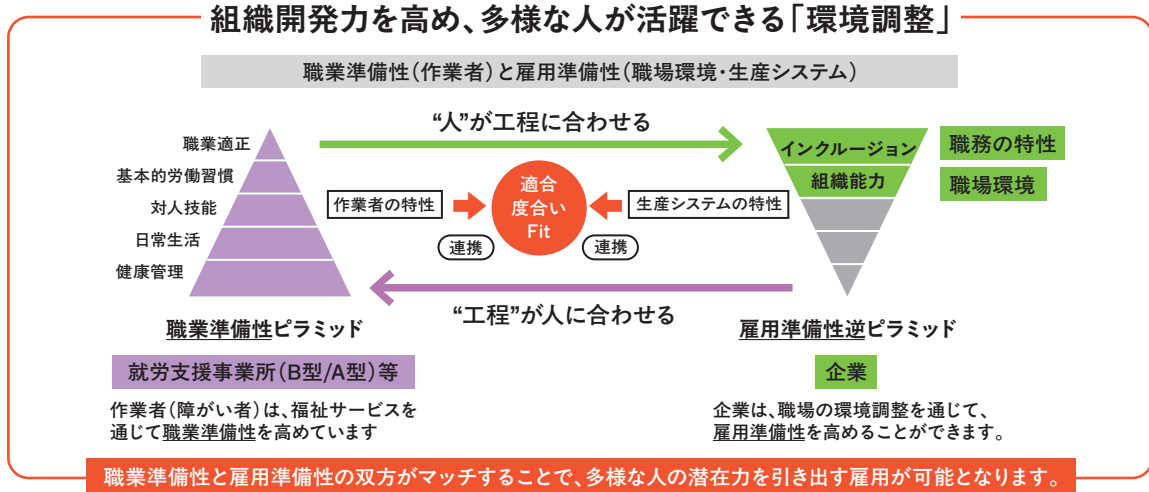 組織開発力を高め、多様な人が活躍できる「環境調整」
職業準備性(作業者)と雇用準備性(職場環境・生産システム)
“人”が工程に合わせる
職業適正
基本的労働習慣
対人技能
日常生活
健康管理
作業者の特性
連携
適合
度合い
Fit
生産システムの特性
連携
インクルージョン
組織能力
職務の特性
職場環境
“工程”が人に合わせる
職業準備性ピラミッド
就労支援事業所(B型/A型)等
作業者(障がい者)は、福祉サービスを
通じて職業準備性を高めています
雇用準備性逆ピラミッド
企業
企業は、職場の環境調整を通じて、
雇用準備性を高めることができます。
職業準備性と雇用準備性の双方がマッチすることで、多様な人の潜在力を引き出す雇用が可能となります。